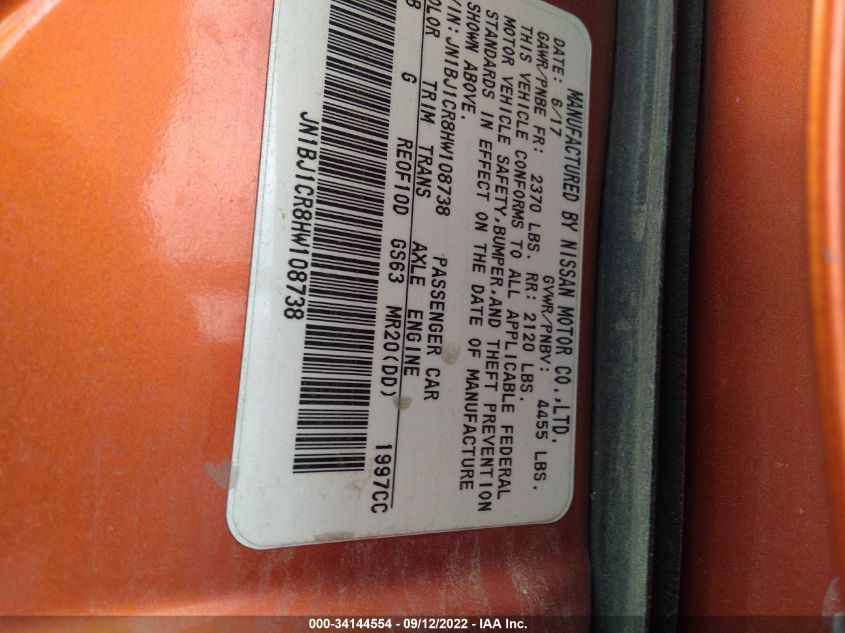 MANUFACTURED BY NISSAN MOTOR CO.,LTD.
DATE: 6/17 GVWR/PNBV: 4455 LBS.
GAWR/PNBE FR: 2370 LBS. RR: 2120 LBS.
THIS VEHICLE CONFORMS TO ALL APPLICABLE FEDERAL
MOTOR VEHICLE SAFETY,BUMPER,AND THEFT PREVENTION
STANDARDS IN EFFECT ON THE DATE OF MANUFACTURE
SHOWN ABOVE.
VIN:JN1BJ1CR8HW108738 PASSENGER CAR
OLOR TRIM TRANS AXLE ENGINE
B G RE0F10D GS63 MR20(DD) 1997CC
JN1BJ1CR8HW108738
000-34144554 - 09/12/2022 - IAA Inc.